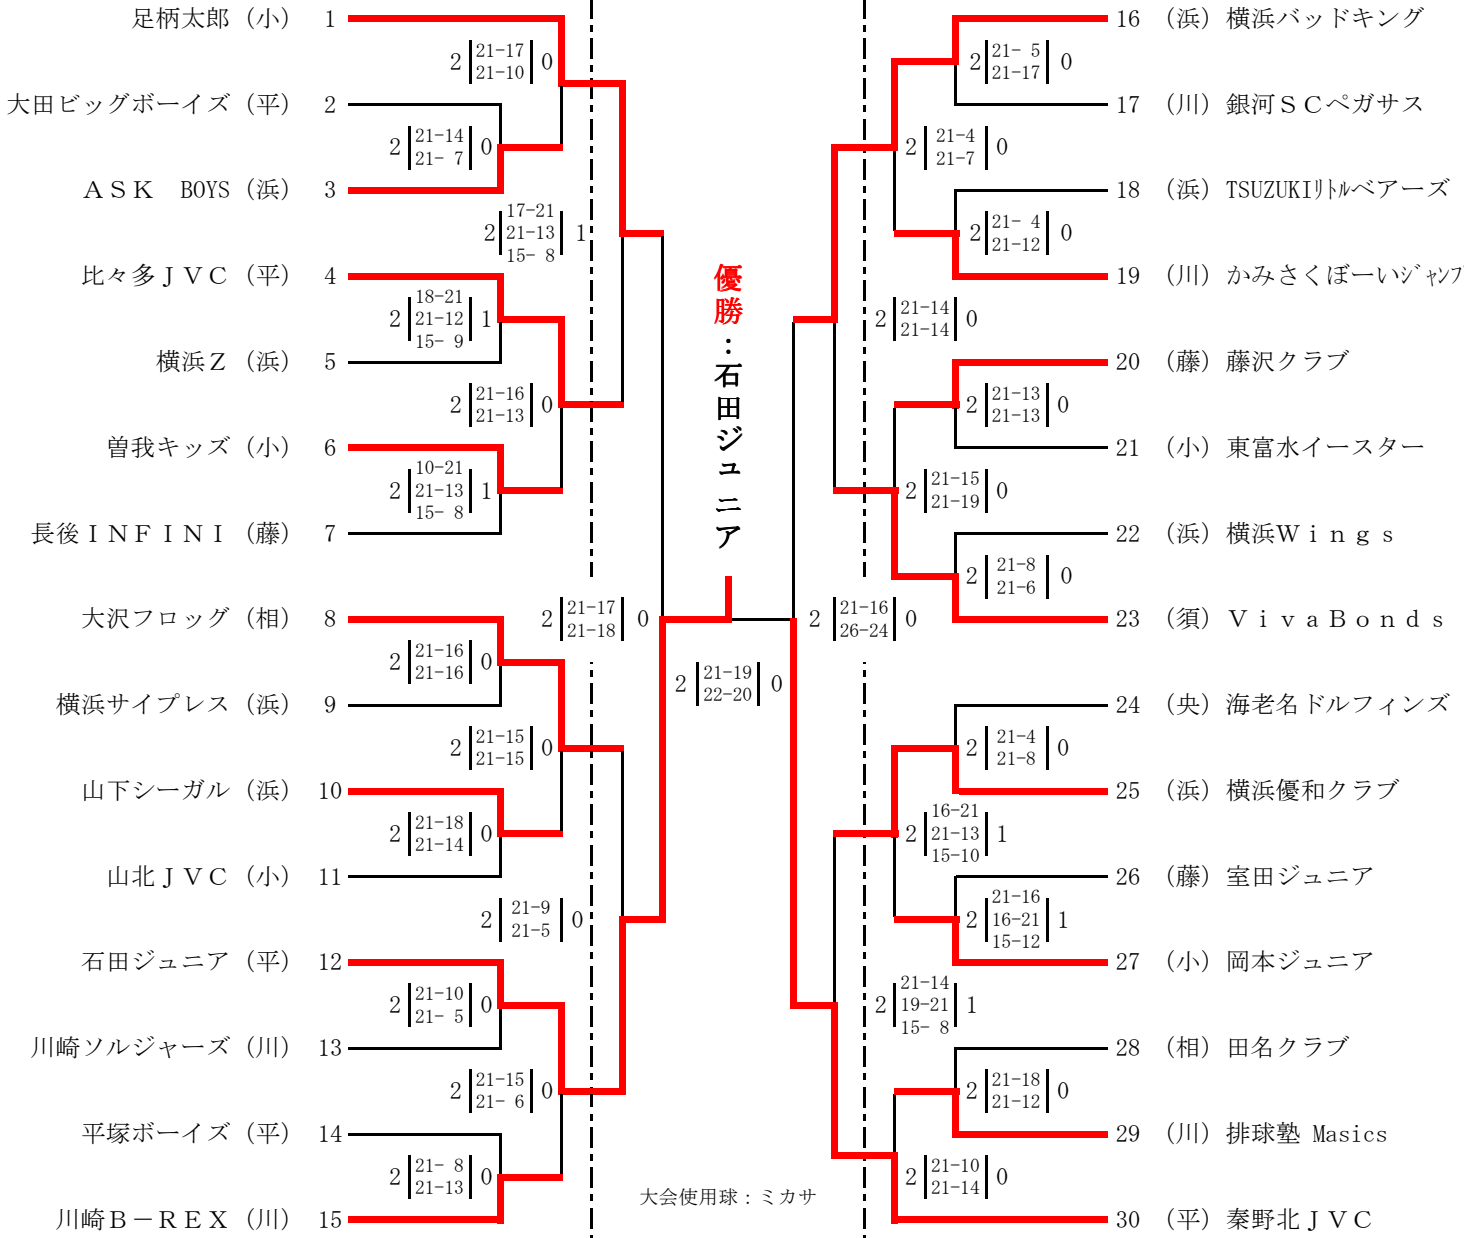 足柄太郎（小） 1
2 21-17 21-10 0
大田ビッグボーイズ（平） 2
2 21-14 21- 7 0
ＡＳＫ　BOYS（浜） 3
2 17-21 21-13 15- 8 1
比々多ＪＶＣ（平） 4
2 18-21 21-12 15- 9 1
横浜Ｚ（浜） 5
2 21-16 21-13 0
曽我キッズ（小） 6
2 10-21 21-13 15- 8 1
長後ＩＮＦＩＮＩ（藤） 7
2 21-17 21-18 0
大沢フロッグ（相） 8
2 21-16 21-16 0
横浜サイプレス（浜） 9
2 21-15 21-15 0
山下シーガル（浜） 10
2 21-18 21-14 0
山北ＪＶＣ（小） 11
2 21-9 21-5 0
石田ジュニア（平） 12
2 21-10 21- 5 0
川崎ソルジャーズ（川） 13
2 21-15 21- 6 0
平塚ボーイズ（平） 14
2 21- 8 21-13 0
川崎Ｂ－ＲＥＸ（川） 15
優勝：石田ジュニア
2 21-19 22-20 0
大会使用球：ミカサ
16 （浜）横浜バッドキング
2 21- 5 21-17 0
17 （川）銀河ＳＣペガサス
2 21-4 21-7 0
18 （浜）TSUZUKIﾘﾄﾙベアーズ
2 21- 4 21-12 0
19 （川）かみさくぼーいｼﾞｬﾝﾌﾟ
2 21-14 21-14 0
20 （藤）藤沢クラブ
2 21-13 21-13 0
21 （小）東富水イースター
2 21-15 21-19 0
22 （浜）横浜Ｗｉｎｇｓ
2 21-8 21-6 0
23 （須）ＶｉｖａＢｏｎｄｓ
2 21-16 26-24 0
24 （央）海老名ドルフィンズ
2 21-4 21-8 0
25 （浜）横浜優和クラブ
2 16-21 21-13 15-10 1
26 （藤）室田ジュニア
2 21-16 16-21 15-12 1
27 （小）岡本ジュニア
2 21-14 19-21 15- 8 1
28 （相）田名クラブ
2 21-18 21-12 0
29 （川）排球塾 Masics
2 21-10 21-14 0
30 （平）秦野北ＪＶＣ